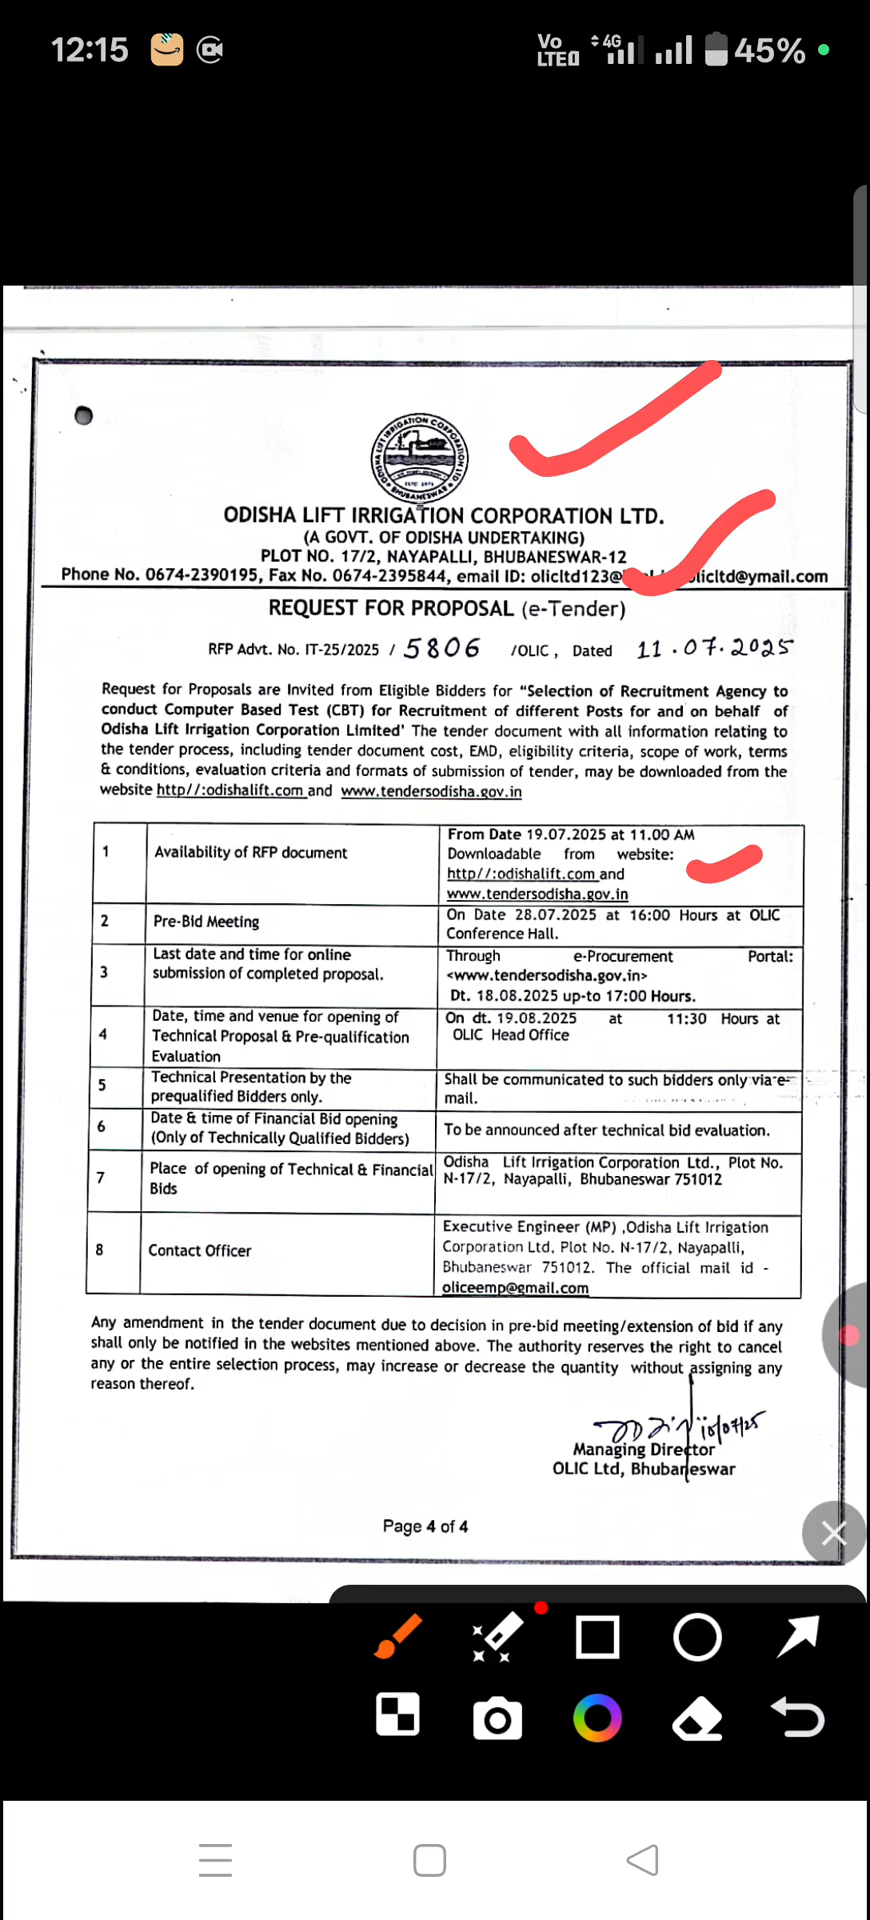 12:15
Vo LTE 4G 45%
ODISHA LIFT IRRIGATION CORPORATION LTD.
BHUBANESWAR
ODISHA LIFT IRRIGATION CORPORATION LTD.
(A GOVT. OF ODISHA UNDERTAKING)
PLOT NO. 17/2, NAYAPALLI, BHUBANESWAR-12
Phone No. 0674-2390195, Fax No. 0674-2395844, email ID: olicltd123@ licltd@ymail.com
REQUEST FOR PROPOSAL (e-Tender)
RFP Advt. No. IT-25/2025 / 5806 /OLIC, Dated 11.07.2025
Request for Proposals are Invited from Eligible Bidders for “Selection of Recruitment Agency to
conduct Computer Based Test (CBT) for Recruitment of different Posts for and on behalf of
Odisha Lift Irrigation Corporation Limited' The tender document with all information relating to
the tender process, including tender document cost, EMD, eligibility criteria, scope of work, terms
& conditions, evaluation criteria and formats of submission of tender, may be downloaded from the
website http//:odishalift.com and www.tendersodisha.gov.in
1 Availability of RFP document
From Date 19.07.2025 at 11.00 AM
Downloadable from website:
http//:odishalift.com and
www.tendersodisha.gov.in
2 Pre-Bid Meeting
On Date 28.07.2025 at 16:00 Hours at OLIC
Conference Hall.
3 Last date and time for online
submission of completed proposal.
Through e-Procurement Portal:
<www.tendersodisha.gov.in>
Dt. 18.08.2025 up-to 17:00 Hours.
4 Date, time and venue for opening of
Technical Proposal & Pre-qualification
Evaluation
On dt. 19.08.2025 at 11:30 Hours at
OLIC Head Office
5 Technical Presentation by the
prequalified Bidders only.
Shall be communicated to such bidders only via e-
mail.
6 Date & time of Financial Bid opening
(Only of Technically Qualified Bidders)
To be announced after technical bid evaluation.
7 Place of opening of Technical & Financial
Bids
Odisha Lift Irrigation Corporation Ltd., Plot No.
N-17/2, Nayapalli, Bhubaneswar 751012
8 Contact Officer
Executive Engineer (MP) ,Odisha Lift Irrigation
Corporation Ltd, Plot No. N-17/2, Nayapalli,
Bhubaneswar 751012. The official mail id -
oliceemp@gmail.com
Any amendment in the tender document due to decision in pre-bid meeting/extension of bid if any
shall only be notified in the websites mentioned above. The authority reserves the right to cancel
any or the entire selection process, may increase or decrease the quantity without assigning any
reason thereof.
Managing Director
OLIC Ltd, Bhubaneswar
Page 4 of 4